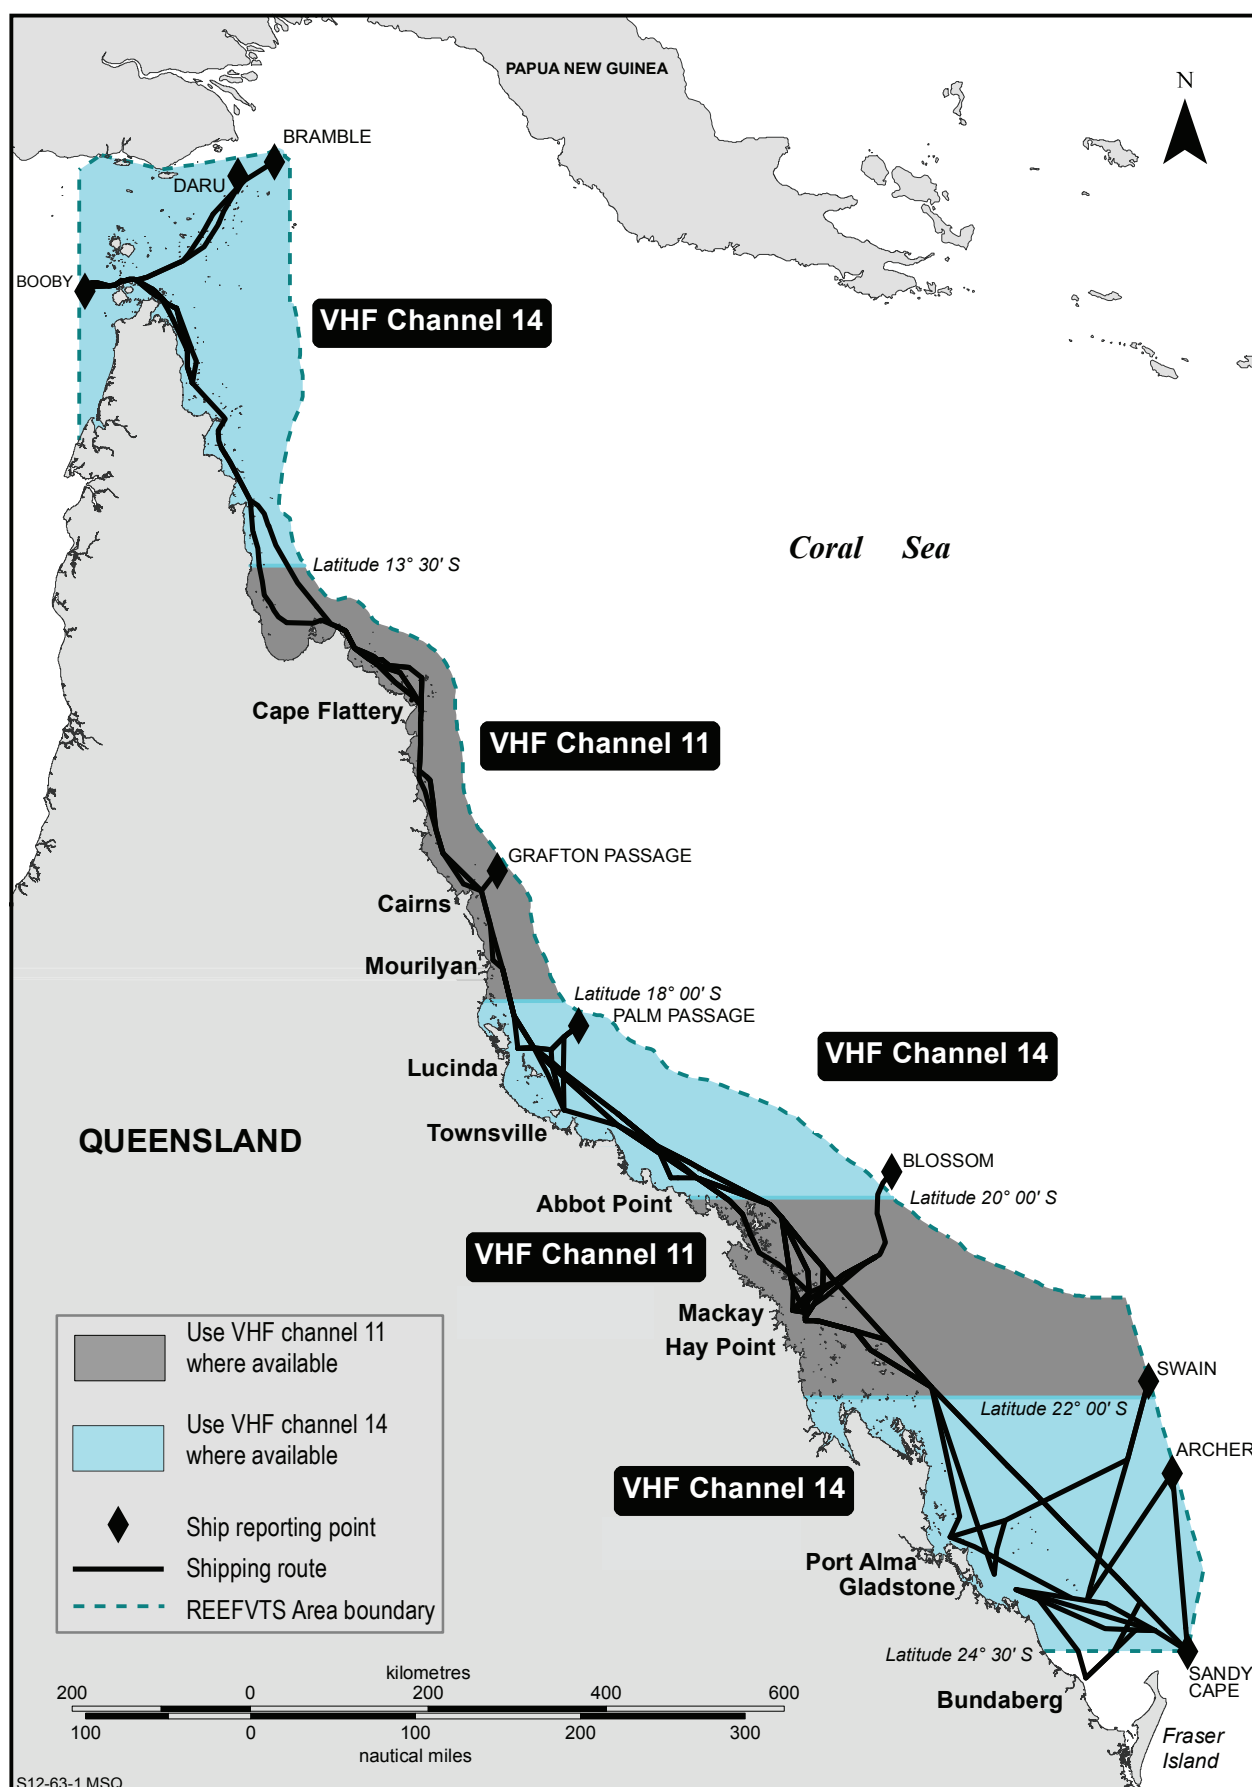 PAPUA NEW GUINEA
N
BRAMBLE
DARU
BOOBY
VHF Channel 14
Coral Sea
Latitude 13° 30' S
Cape Flattery
VHF Channel 11
GRAFTON PASSAGE
Cairns
Mourilyan
Latitude 18° 00' S
PALM PASSAGE
VHF Channel 14
Lucinda
QUEENSLAND
Townsville
BLOSSOM
Latitude 20° 00' S
Abbot Point
VHF Channel 11
Mackay
Hay Point
SWAIN
Latitude 22° 00' S
ARCHER
VHF Channel 14
Port Alma
Gladstone
Latitude 24° 30' S
SANDY
CAPE
Bundaberg
Fraser
Island
Use VHF channel 11
where available
Use VHF channel 14
where available
Ship reporting point
Shipping route
REEFVTS Area boundary
kilometres
200 0 200 400 600
100 0 100 200 300
nautical miles
S12-63-1 MSQ